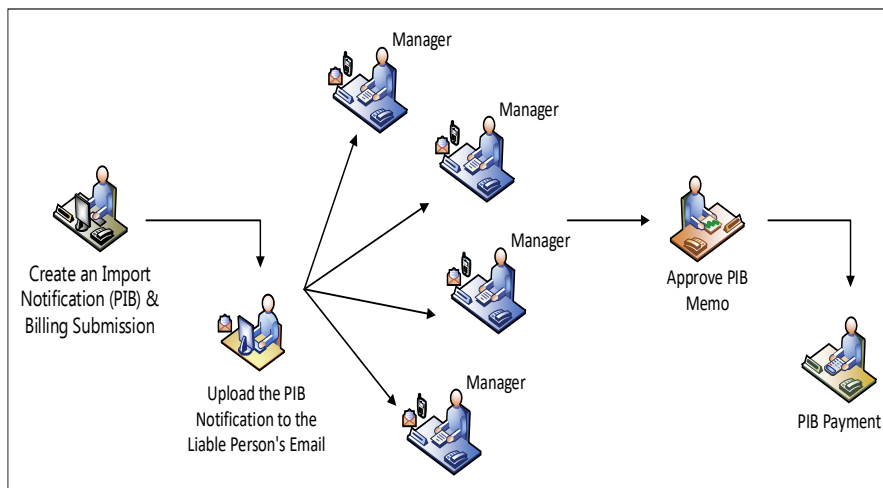 Create an Import
Notification (PIB) &
Billing Submission
Upload the PIB
Notification to the
Liable Person's Email
Manager
Manager
Manager
Manager
Approve PIB
Memo
PIB Payment